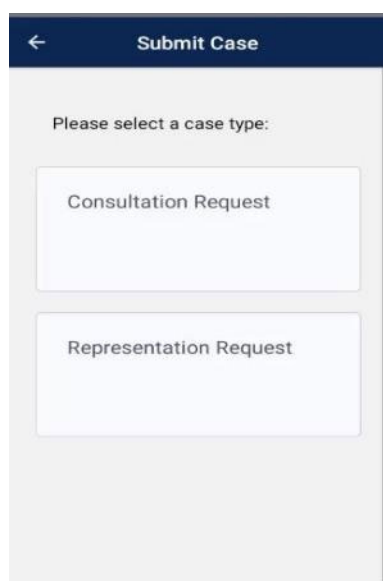 Submit Case
Please select a case type:
Consultation Request
Representation Request